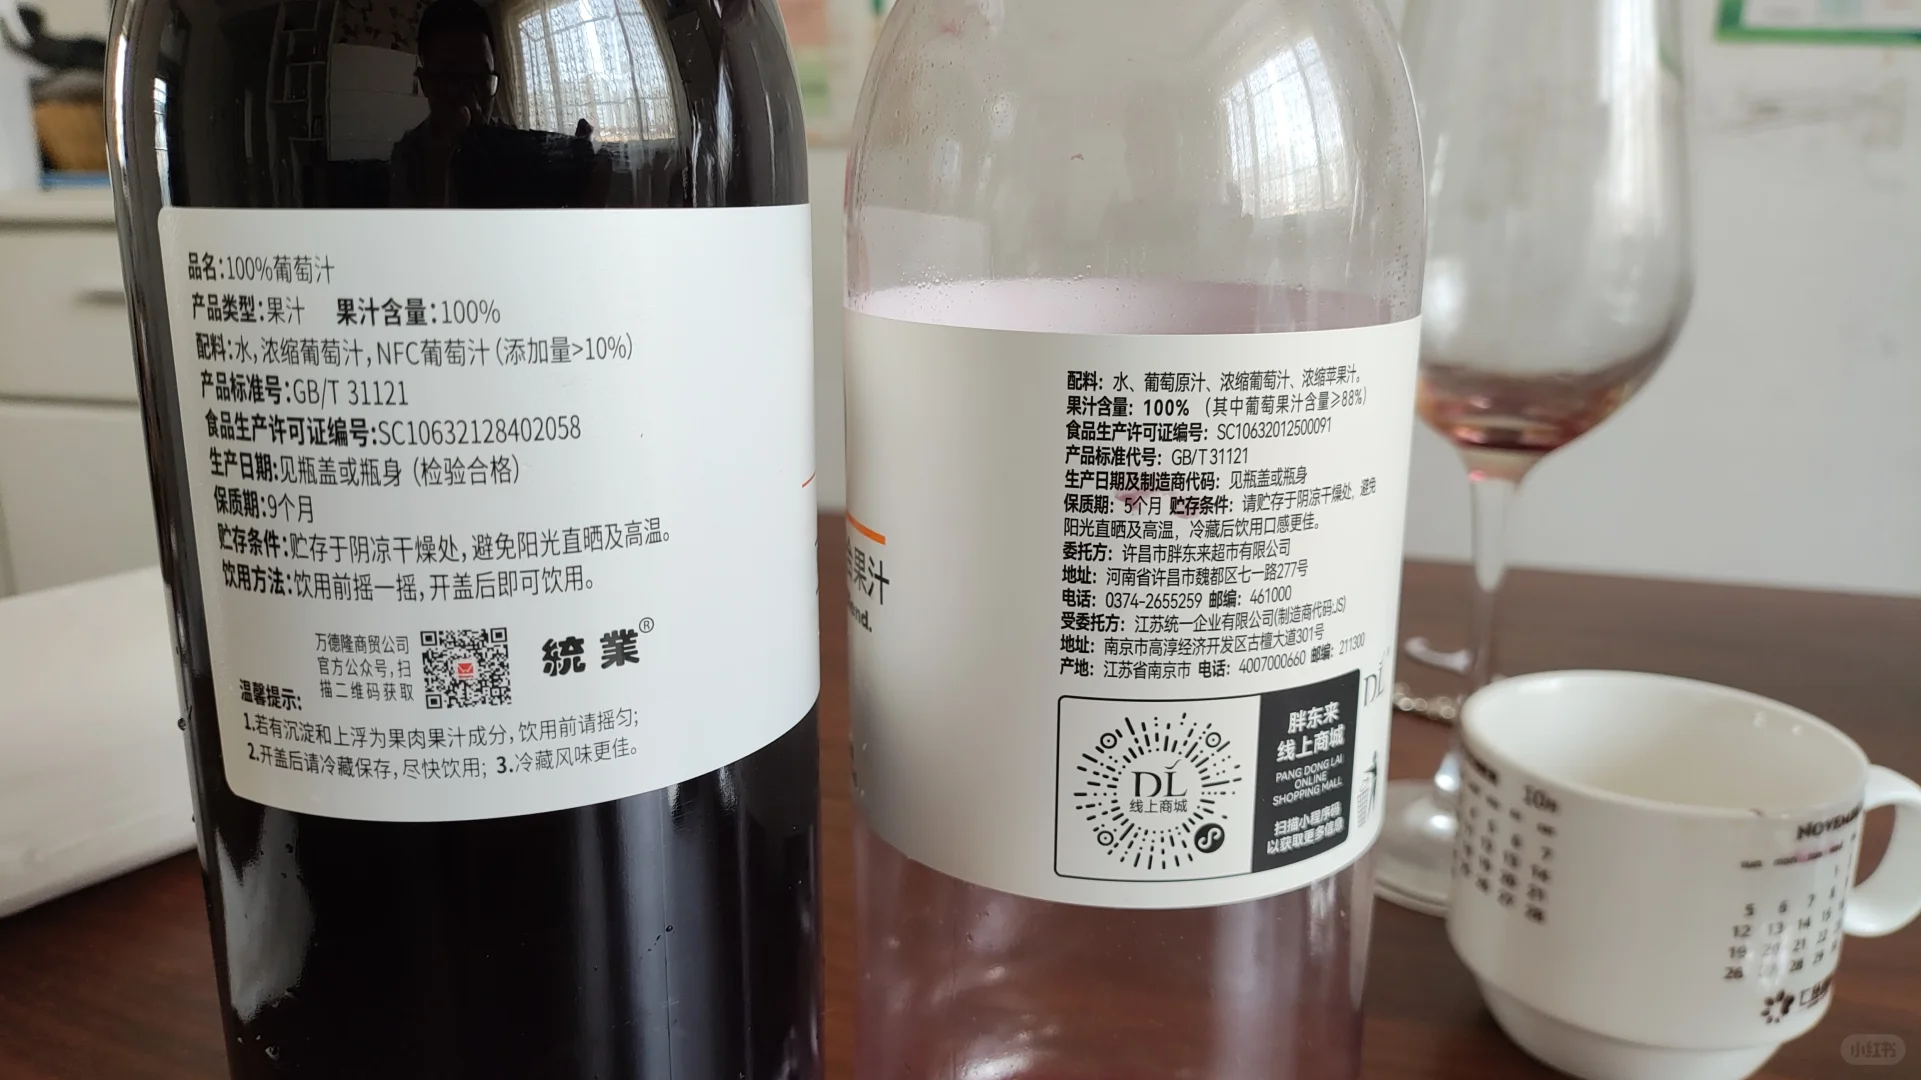 品名:100%葡萄汁
产品类型:果汁 果汁含量:100%
配料:水,浓缩葡萄汁,NFC葡萄汁(添加量>10%)
产品标准号:GB/T 31121
食品生产许可证编号:SC10632128402058
生产日期:见瓶盖或瓶身(检验合格)
保质期:9个月
贮存条件:贮存于阴凉干燥处,避免阳光直晒及高温。
饮用方法:饮用前摇一摇,开盖后即可饮用。
万德隆商贸公司
官方公众号,扫
描二维码获取
統業®
温馨提示:
1.若有沉淀和上浮为果肉果汁成分,饮用前请摇匀;
2.开盖后请冷藏保存,尽快饮用; 3.冷藏风味更佳。
果汁
配料: 水、葡萄原汁、浓缩葡萄汁、浓缩苹果汁。
果汁含量: 100% (其中葡萄果汁含量≥88%)
食品生产许可证编号: SC10632012500091
产品标准代号: GB/T 31121
生产日期及制造商代码: 见瓶盖或瓶身
保质期: 5个月 贮存条件: 请贮存于阴凉干燥处, 避免
阳光直晒及高温, 冷藏后饮用口感更佳。
委托方: 许昌市胖东来超市有限公司
地址: 河南省许昌市魏都区七一路277号
电话: 0374-2655259 邮编: 461000
受委托方: 江苏统一企业有限公司(制造商代码:JS)
地址: 南京市高淳经济开发区古檀大道301号
产地: 江苏省南京市 电话: 4007000660 邮编: 211300
DL
DL
线上商城
胖东来
线上商城
PANG DONG LAI
ONLINE
SHOPPING MALL
扫描小程序码
以获取更多信息
NOVEM
5 6 7 8
12 13 14 15
19 20 21 22
26 28 29
小红书